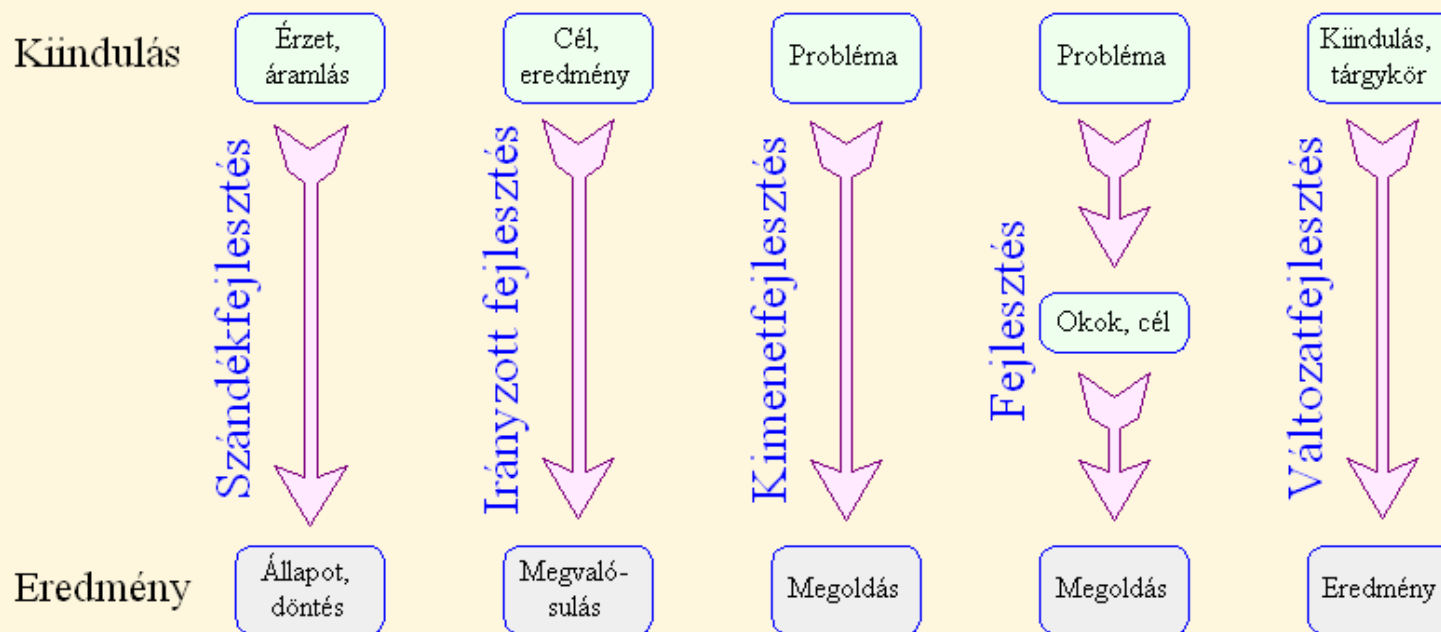 Kiindulás
Érzet,
áramlás
Cél,
eredmény
Probléma
Probléma
Kiindulás,
tárgykör
Szándékfejlesztés
Irányzott fejlesztés
Kimenetfejlesztés
Fejlesztés
Okok, cél
Változatfejlesztés
Eredmény
Állapot,
döntés
Megvaló-
sulás
Megoldás
Megoldás
Eredmény